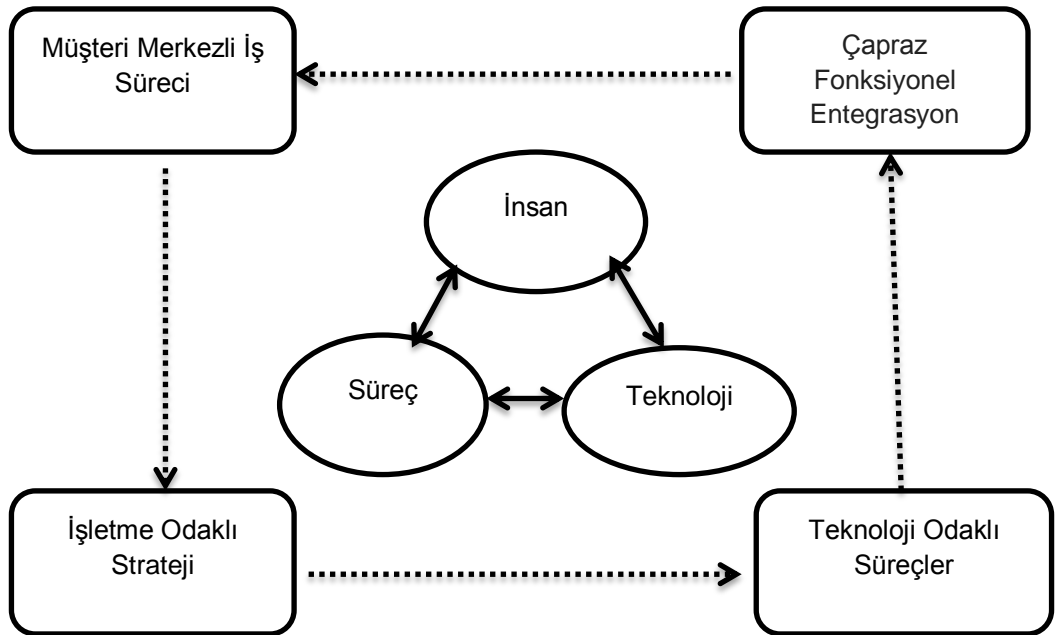 Müşteri Merkezli İş
Süreci
Çapraz
Fonksiyonel
Entegrasyon
İnsan
Süreç
Teknoloji
İşletme Odaklı
Strateji
Teknoloji Odaklı
Süreçler